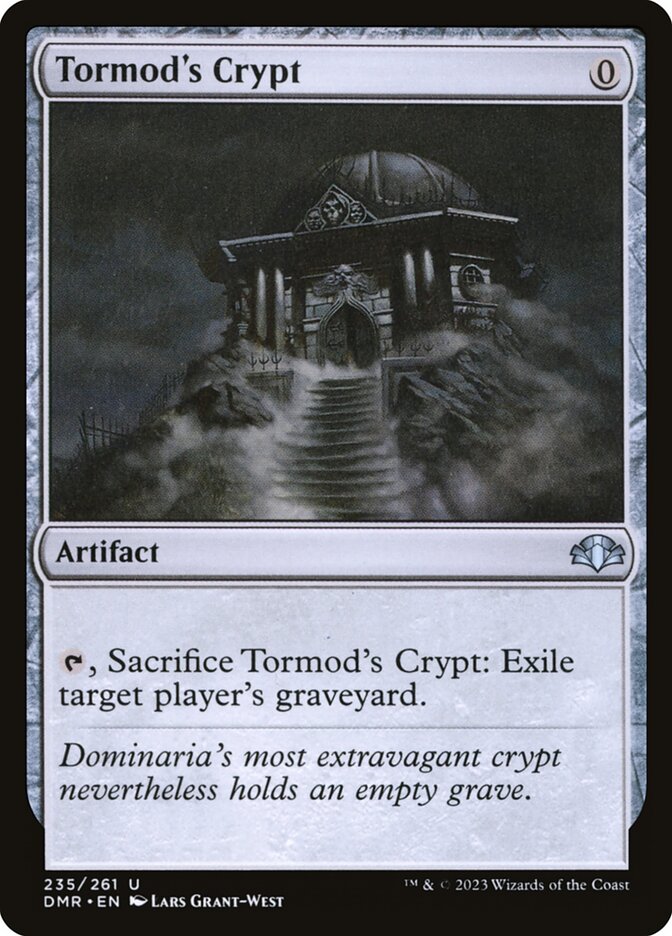 Tormod's Crypt 0
Artifact
, Sacrifice Tormod's Crypt: Exile
target player's graveyard.
Dominaria's most extravagant crypt
nevertheless holds an empty grave.
235/261 U
™ & © 2023 Wizards of the Coast
DMR • EN Lars Grant-West